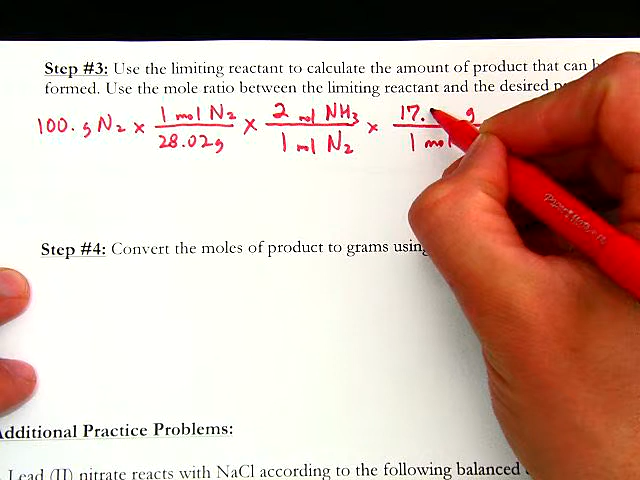 Step #3: Use the limiting reactant to calculate the amount of product that can
formed. Use the mole ratio between the limiting reactant and the desired
100. g N₂ × 1 mol N₂ / 28.02g × 2 mol NH₃ / 1 mol N₂ × 17. g / 1 mol
Step #4: Convert the moles of product to grams using
Additional Practice Problems:
Lead (II) nitrate reacts with NaCl according to the following balanced